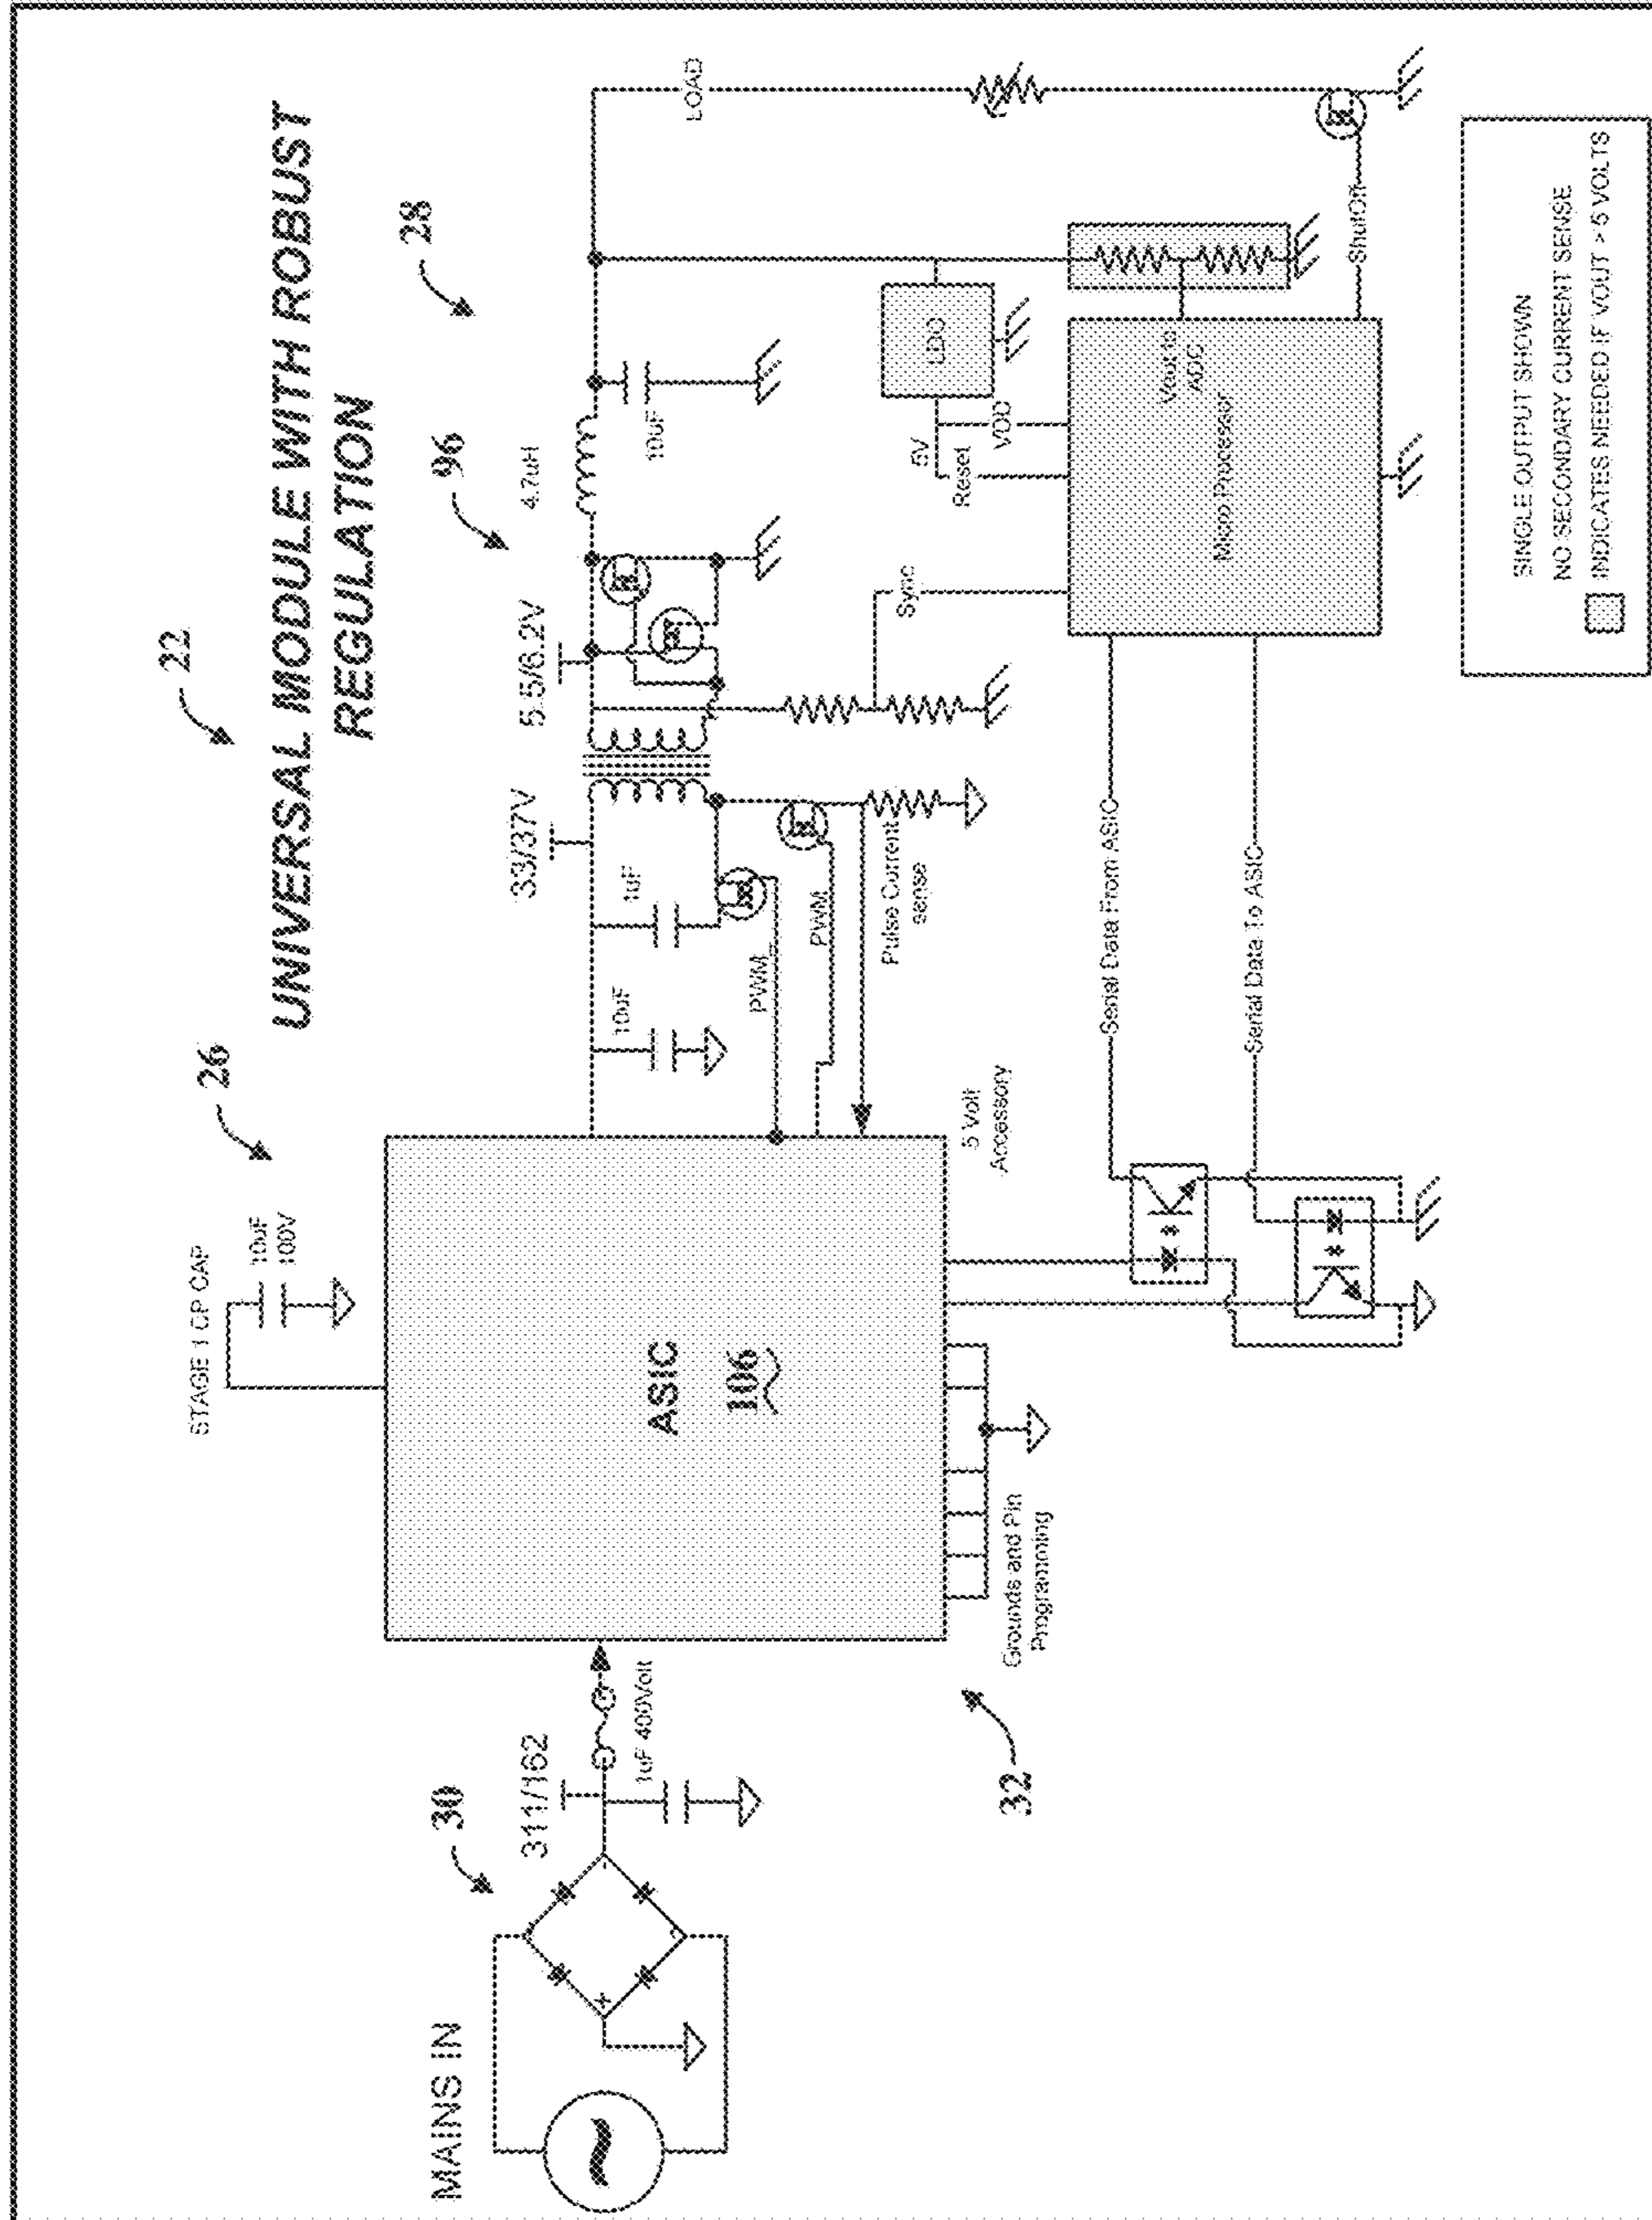 UNIVERSAL MODULE WITH ROBUST
REGULATION
22
26
28
96
30
32
MAINS IN
311/162
1uF 400Volt
STAGE 1 CP CAP
10uF
100V
ASIC
106
Grounds and Pin
Programming
5 Volt
Accessory
10uF
1uF
33/37V
PWM_
PWM
Pulse Current
sense
5.5/6.2V
4.7uH
10uF
LOAD
Sync
5V
Reset
VDD
LDO
Vout to
ADC
Micro Processor
ShutOff
Serial Data From ASIC
Serial Data To ASIC
SINGLE OUTPUT SHOWN
NO SECONDARY CURRENT SENSE
INDICATES NEEDED IF VOUT > 5 VOLTS